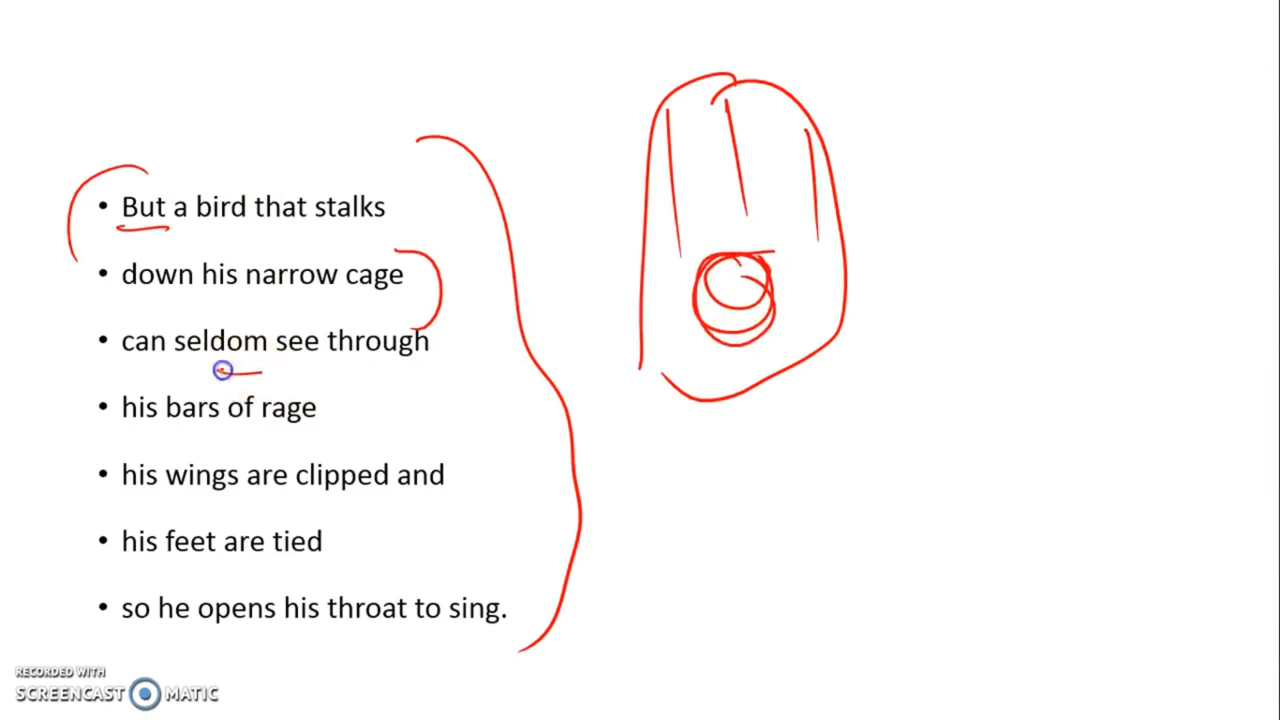 • But a bird that stalks
• down his narrow cage
• can seldom see through
• his bars of rage
• his wings are clipped and
• his feet are tied
• so he opens his throat to sing.
RECORDED WITH
SCREENCAST MATIC